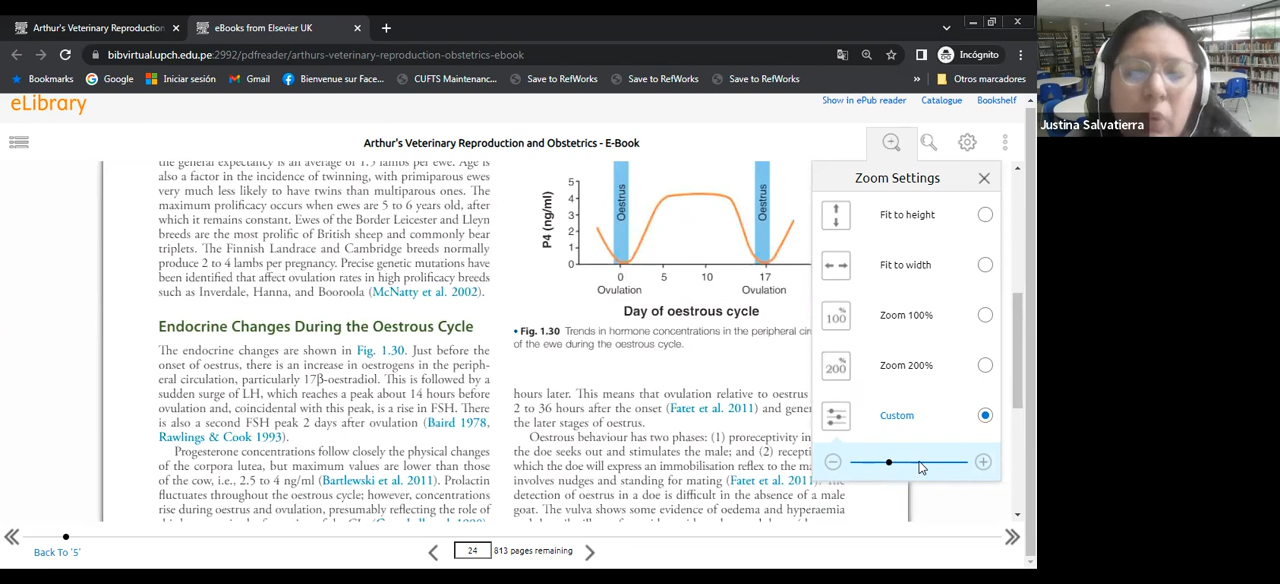 Arthur's Veterinary Reproduction
eBooks from Elsevier UK
bibvirtual.upch.edu.pe:2992/pdfreader/arthurs-veterinary-reproduction-obstetrics-ebook
Incógnito
Bookmarks
Google
Iniciar sesión
Gmail
Bienvenue sur Face...
CUFTS Maintenanc...
Save to RefWorks
Save to RefWorks
Save to RefWorks
»
Otros marcadores
Justina Salvatierra
eLibrary
Show in ePub reader
Catalogue
Bookshelf
Arthur's Veterinary Reproduction and Obstetrics - E-Book
the general expectancy is an average of 1.5 lambs per ewe. Age is
also a factor in the incidence of twinning, with primiparous ewes
very much less likely to have twins than multiparous ones. The
maximum prolificacy occurs when ewes are 5 to 6 years old, after
which it remains constant. Ewes of the Border Leicester and Lleyn
breeds are the most prolific of British sheep and commonly bear
triplets. The Finnish Landrace and Cambridge breeds normally
produce 2 to 4 lambs per pregnancy. Precise genetic mutations have
been identified that affect ovulation rates in high prolificacy breeds
such as Inverdale, Hanna, and Booroola (McNatty et al. 2002).
Endocrine Changes During the Oestrous Cycle
The endocrine changes are shown in Fig. 1.30. Just before the
onset of oestrus, there is an increase in oestrogens in the periph-
eral circulation, particularly 17β-oestradiol. This is followed by a
sudden surge of LH, which reaches a peak about 14 hours before
ovulation and, coincidental with this peak, is a rise in FSH. There
is also a second FSH peak 2 days after ovulation (Baird 1978,
Rawlings & Cook 1993).
Progesterone concentrations follow closely the physical changes
of the corpora lutea, but maximum values are lower than those
of the cow, i.e., 2.5 to 4 ng/ml (Bartlewski et al. 2011). Prolactin
fluctuates throughout the oestrous cycle; however, concentrations
rise during oestrus and ovulation, presumably reflecting the role
P4 (ng/ml)
5
4
3
2
1
0
Oestrus
Oestrus
0
5
10
17
Ovulation
Ovulation
Day of oestrous cycle
• Fig. 1.30 Trends in hormone concentrations in the peripheral cir
of the ewe during the oestrous cycle.
hours later. This means that ovulation relative to oestrus
2 to 36 hours after the onset (Fatet et al. 2011) and gene
the later stages of oestrus.
Oestrous behaviour has two phases: (1) proreceptivity in
the doe seeks out and stimulates the male; and (2) recepti
which the doe will express an immobilisation reflex to the ma
involves nudges and standing for mating (Fatet et al. 2011). The
detection of oestrus in a doe is difficult in the absence of a male
goat. The vulva shows some evidence of oedema and hyperaemia
Zoom Settings
Fit to height
Fit to width
100
Zoom 100%
200
Zoom 200%
Custom
Back To '5'
24
813 pages remaining